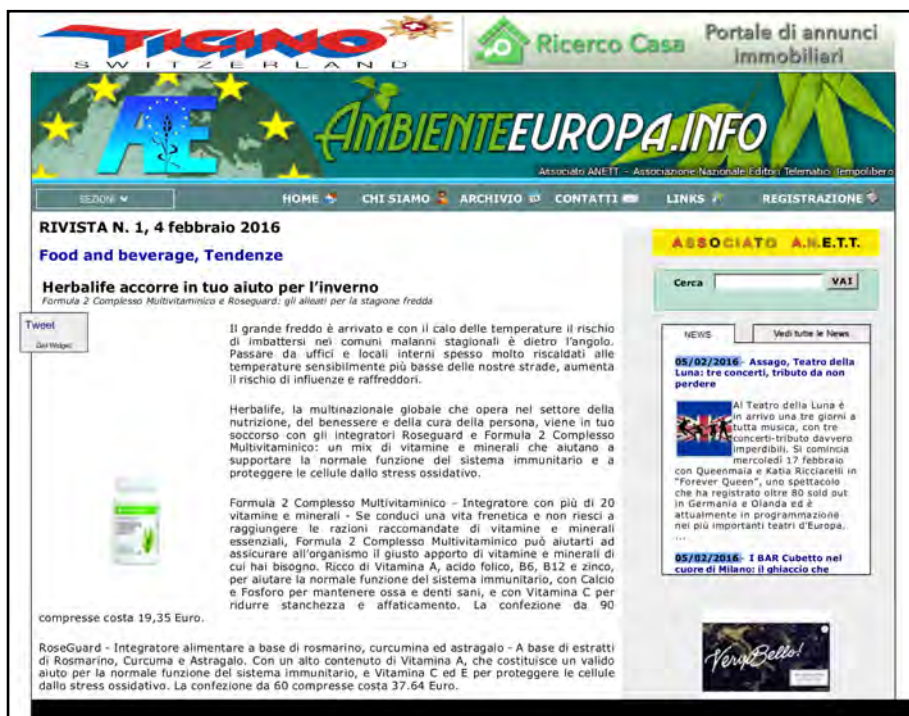 TICINO
SWITZERLAND
Ricerco Casa
Portale di annunci
immobiliari
AE
AMBIENTEEUROPA.INFO
Associato ANETT - Associazione Nazionale Editori Telematici Tempolibero
SEZIONI
HOME
CHI SIAMO
ARCHIVIO
CONTATTI
LINKS
REGISTRAZIONE
RIVISTA N. 1, 4 febbraio 2016
Food and beverage, Tendenze
Herbalife accorre in tuo aiuto per l'inverno
Formula 2 Complesso Multivitaminico e Roseguard: gli alleati per la stagione fredda
Tweet
Get Widget
Il grande freddo è arrivato e con il calo delle temperature il rischio
di imbattersi nei comuni malanni stagionali è dietro l'angolo.
Passare da uffici e locali interni spesso molto riscaldati alle
temperature sensibilmente più basse delle nostre strade, aumenta
il rischio di influenze e raffreddori.
Herbalife, la multinazionale globale che opera nel settore della
nutrizione, del benessere e della cura della persona, viene in tuo
soccorso con gli integratori Roseguard e Formula 2 Complesso
Multivitaminico: un mix di vitamine e minerali che aiutano a
supportare la normale funzione del sistema immunitario e a
proteggere le cellule dallo stress ossidativo.
Formula 2 Complesso Multivitaminico - Integratore con più di 20
vitamine e minerali - Se conduci una vita frenetica e non riesci a
raggiungere le razioni raccomandate di vitamine e minerali
essenziali, Formula 2 Complesso Multivitaminico può aiutarti ad
assicurare all'organismo il giusto apporto di vitamine e minerali di
cui hai bisogno. Ricco di Vitamina A, acido folico, B6, B12 e zinco,
per aiutare la normale funzione del sistema immunitario, con Calcio
e Fosforo per mantenere ossa e denti sani, e con Vitamina C per
ridurre stanchezza e affaticamento. La confezione da 90
compresse costa 19,35 Euro.
RoseGuard - Integratore alimentare a base di rosmarino, curcumina ed astragalo - A base di estratti
di Rosmarino, Curcuma e Astragalo. Con un alto contenuto di Vitamina A, che costituisce un valido
aiuto per la normale funzione del sistema immunitario, e Vitamina C ed E per proteggere le cellule
dallo stress ossidativo. La confezione da 60 compresse costa 37.64 Euro.
ASSOCIATO A.N.E.T.T.
Cerca
VAI
NEWS
Vedi tutte le News
05/02/2016 - Assago, Teatro della
Luna: tre concerti, tributo da non
perdere
Al Teatro della Luna è
in arrivo una tre giorni a
tutta musica, con tre
concerti-tributo davvero
imperdibili. Si comincia
mercoledì 17 febbraio
con Queenmaia e Katia Ricciarelli in
"Forever Queen", uno spettacolo
che ha registrato oltre 80 sold out
in Germania e Olanda ed è
attualmente in programmazione
nei più importanti teatri d'Europa.
...
05/02/2016 - I BAR Cubetto nel
cuore di Milano: il ghiaccio che
VeryBello!